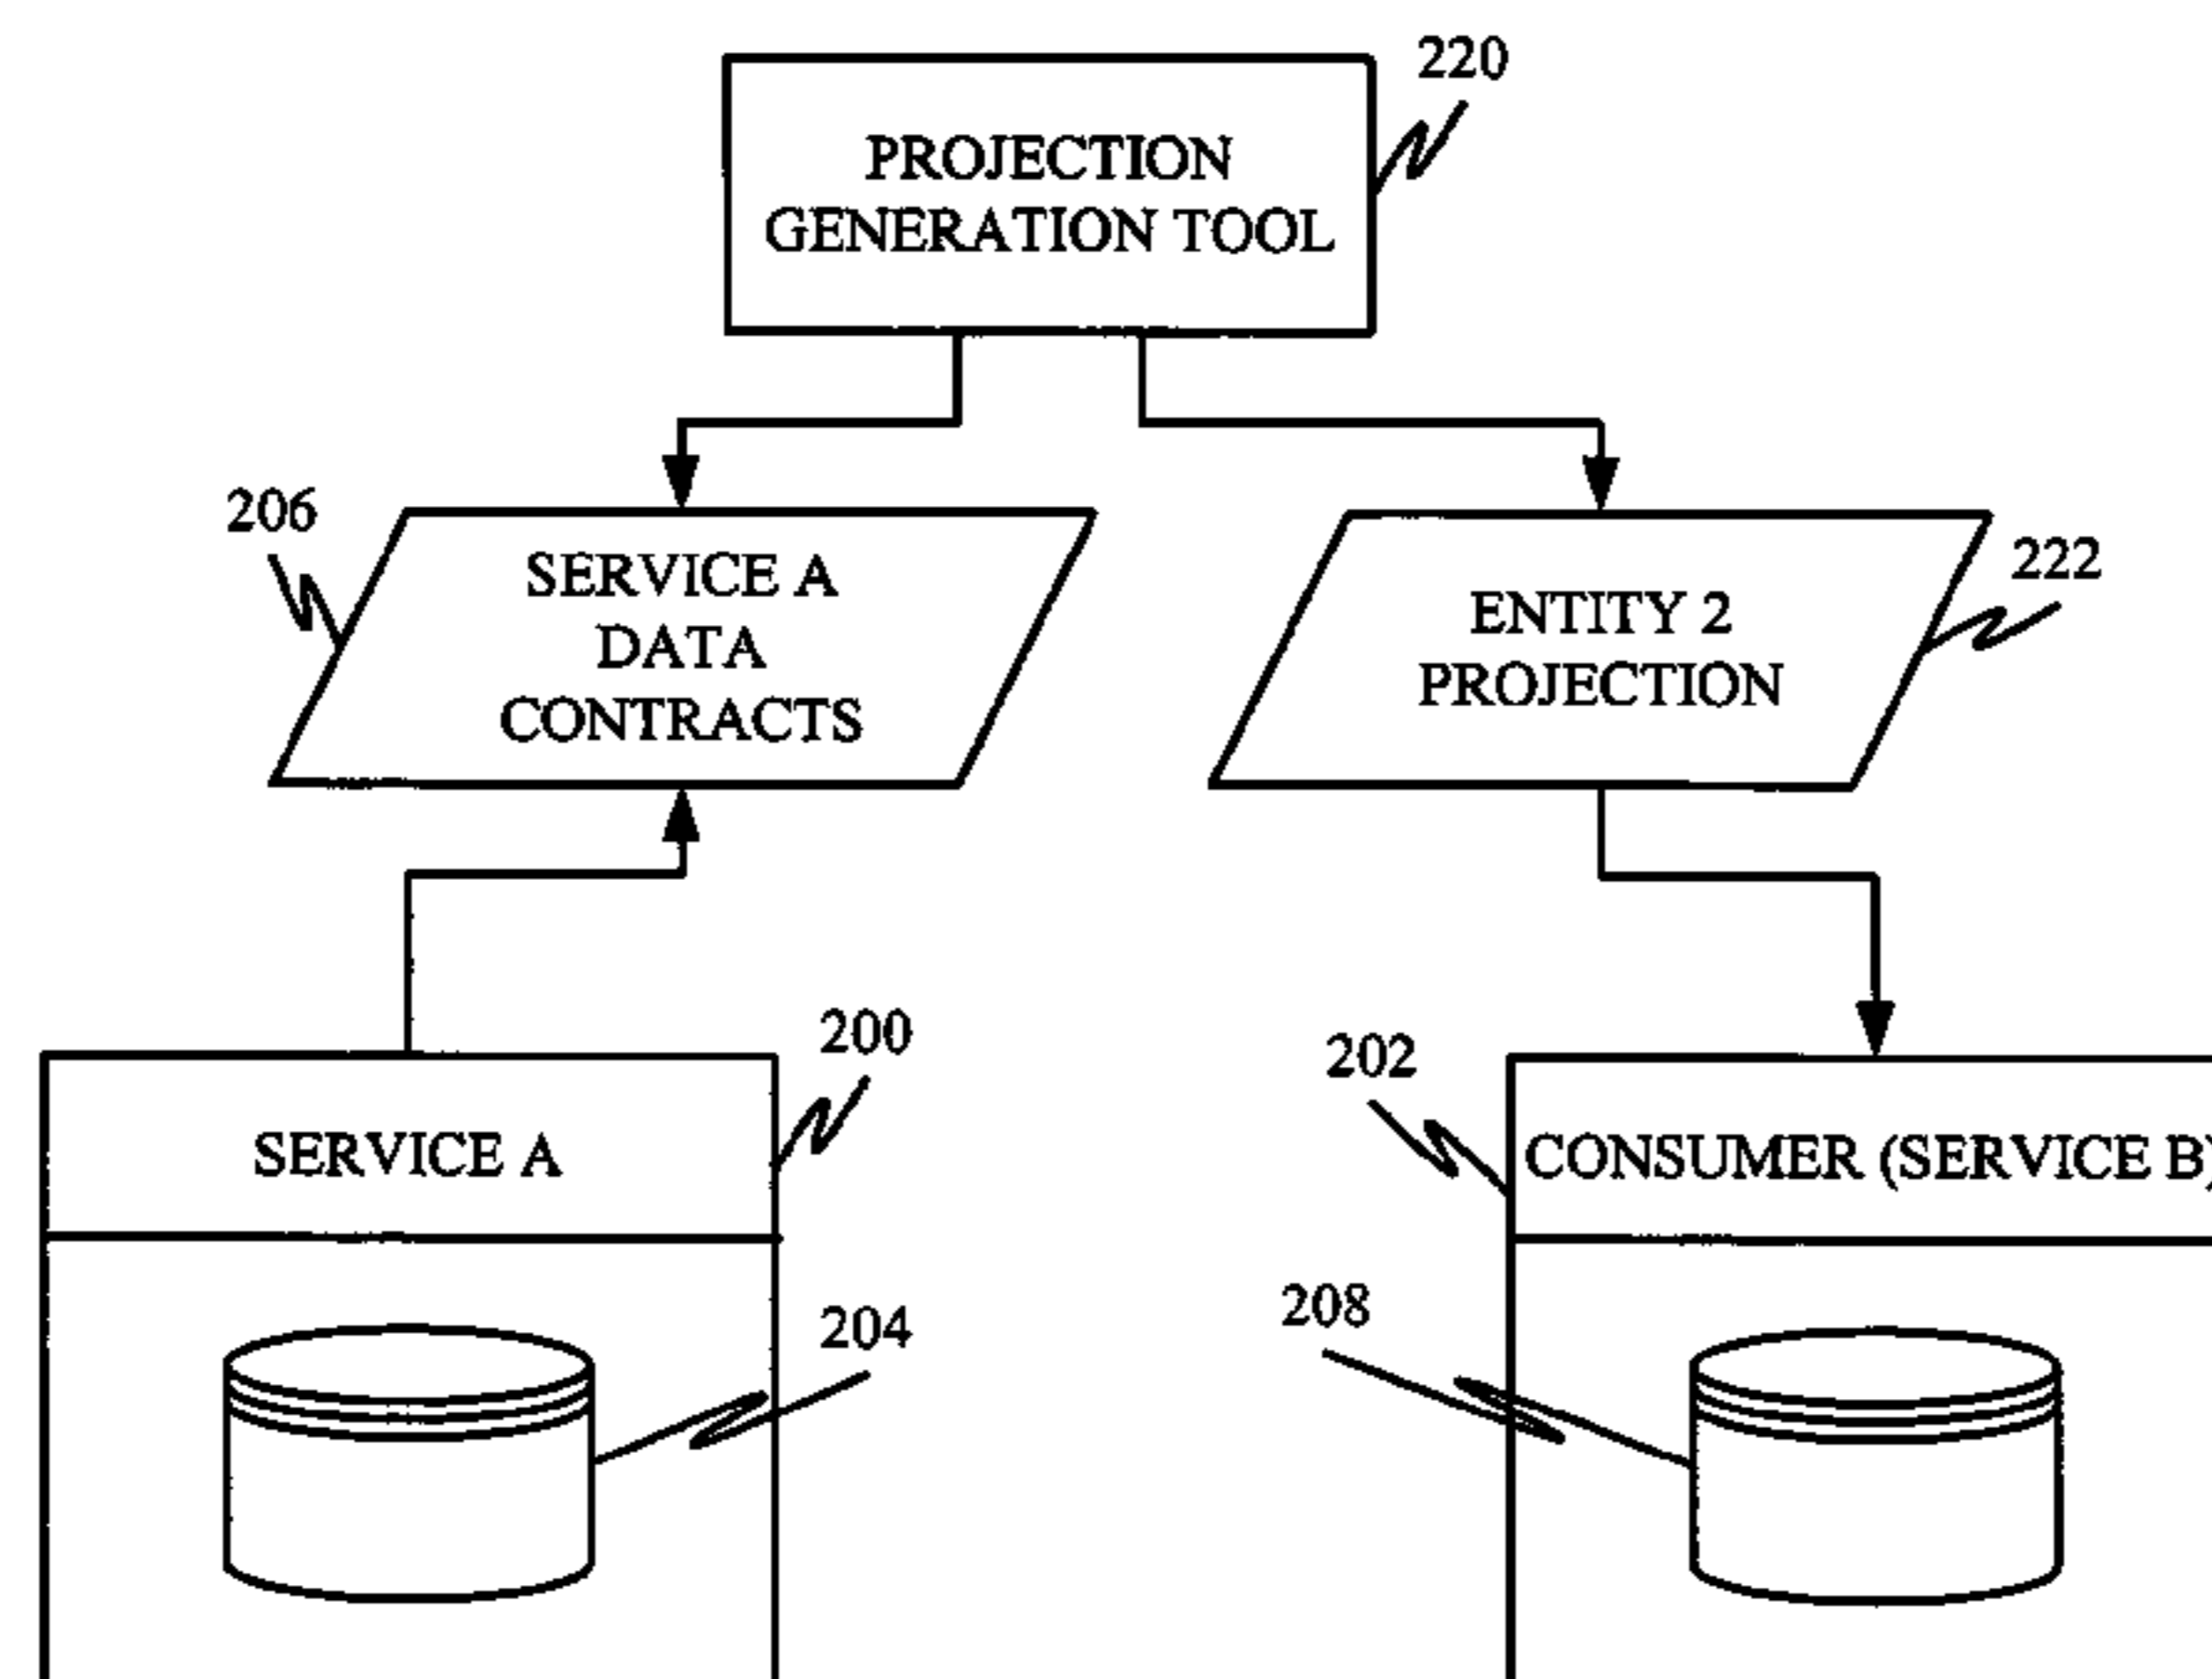 220
PROJECTION
GENERATION TOOL
206
SERVICE A
DATA
CONTRACTS
222
ENTITY 2
PROJECTION
200
SERVICE A
202
CONSUMER (SERVICE B)
204
208